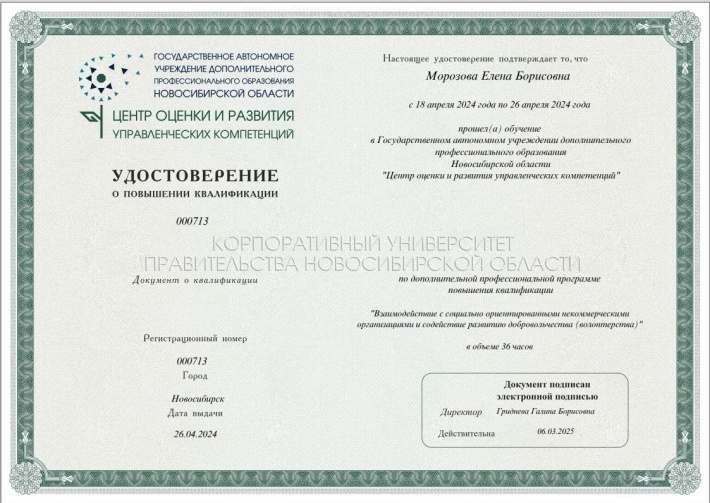 ГОСУДАРСТВЕННОЕ АВТОНОМНОЕ
УЧРЕЖДЕНИЕ ДОПОЛНИТЕЛЬНОГО
ПРОФЕССИОНАЛЬНОГО ОБРАЗОВАНИЯ
НОВОСИБИРСКОЙ ОБЛАСТИ
ЦЕНТР ОЦЕНКИ И РАЗВИТИЯ
УПРАВЛЕНЧЕСКИХ КОМПЕТЕНЦИЙ
УДОСТОВЕРЕНИЕ
О ПОВЫШЕНИИ КВАЛИФИКАЦИИ
000713
КОРПОРАТИВНЫЙ УНИВЕРСИТЕТ
ПРАВИТЕЛЬСТВА НОВОСИБИРСКОЙ ОБЛАСТИ
Документ о квалификации
Регистрационный номер
000713
Город
Новосибирск
Дата выдачи
26.04.2024
Настоящее удостоверение подтверждает то, что
Морозова Елена Борисовна
с 18 апреля 2024 года по 26 апреля 2024 года
прошел(а) обучение
в Государственном автономном учреждении дополнительного
профессионального образования
Новосибирской области
"Центр оценки и развития управленческих компетенций"
по дополнительной профессиональной программе
повышения квалификации
"Взаимодействие с социально ориентированными некоммерческими
организациями и содействие развитию добровольчества (волонтерства)"
в объеме 36 часов
Документ подписан
электронной подписью
Директор Гриднева Галина Борисовна
Действительна 06.03.2025